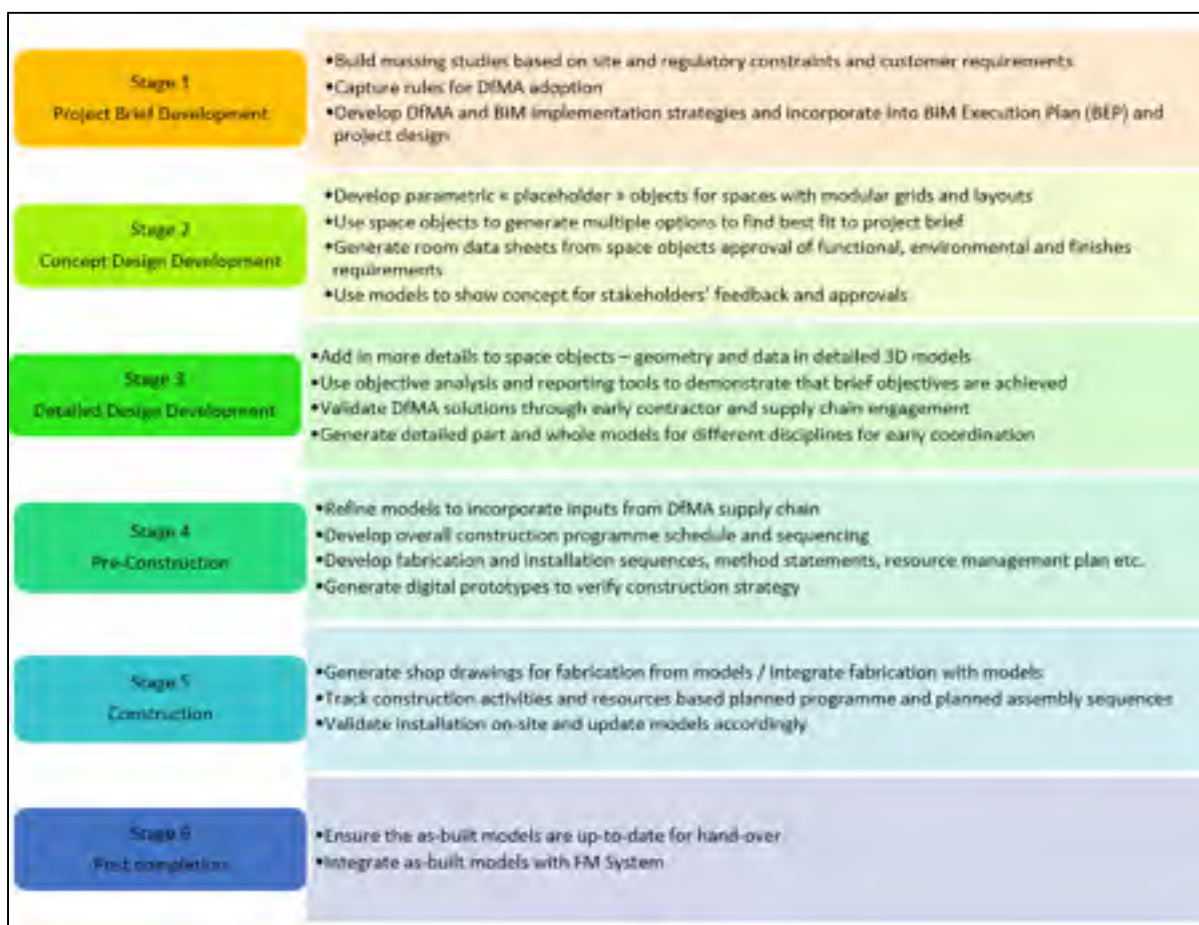 Stage 1
Project Brief Development
•Build massing studies based on site and regulatory constraints and customer requirements
•Capture rules for DfMA adoption
•Develop DfMA and BIM implementation strategies and incorporate into BIM Execution Plan (BEP) and
project design
Stage 2
Concept Design Development
•Develop parametric « placeholder » objects for spaces with modular grids and layouts
•Use space objects to generate multiple options to find best fit to project brief
•Generate room data sheets from space objects approval of functional, environmental and finishes
requirements
•Use models to show concept for stakeholders' feedback and approvals
Stage 3
Detailed Design Development
•Add in more details to space objects – geometry and data in detailed 3D models
•Use objective analysis and reporting tools to demonstrate that brief objectives are achieved
•Validate DfMA solutions through early contractor and supply chain engagement
•Generate detailed part and whole models for different disciplines for early coordination
Stage 4
Pre-Construction
•Refine models to incorporate inputs from DfMA supply chain
•Develop overall construction programme schedule and sequencing
•Develop fabrication and installation sequences, method statements, resource management plan etc.
•Generate digital prototypes to verify construction strategy
Stage 5
Construction
•Generate shop drawings for fabrication from models / Integrate fabrication with models
•Track construction activities and resources based planned programme and planned assembly sequences
•Validate installation on-site and update models accordingly
Stage 6
Post completion
•Ensure the as-built models are up-to-date for hand-over
•Integrate as-built models with FM System